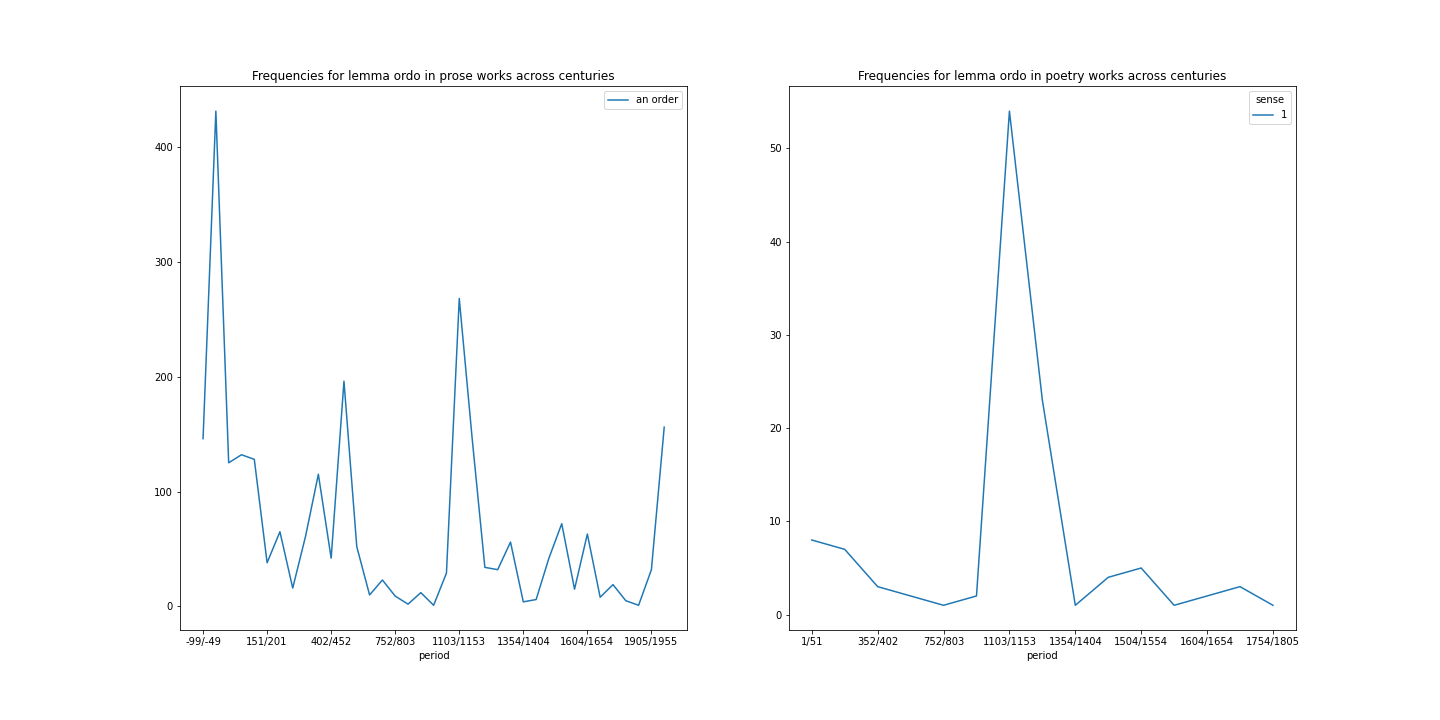 Frequencies for lemma ordo in prose works across centuries
an order
400
300
200
100
0
-99/-49 151/201 402/452 752/803 1103/1153 1354/1404 1604/1654 1905/1955
period
Frequencies for lemma ordo in poetry works across centuries
sense
1
50
40
30
20
10
0
1/51 352/402 752/803 1103/1153 1354/1404 1504/1554 1604/1654 1754/1805
period